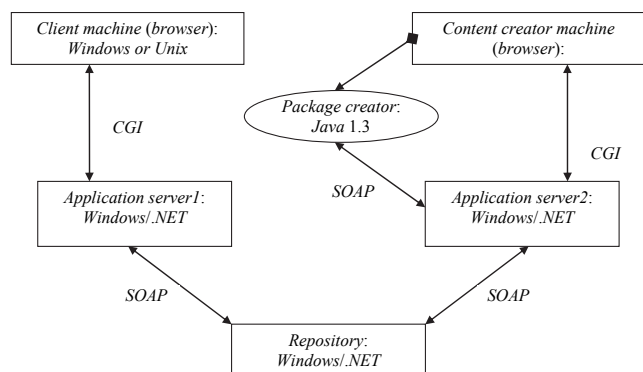 Client machine (browser):
Windows or Unix
Content creator machine
(browser):
Package creator:
Java 1.3
CGI
CGI
SOAP
Application server1:
Windows/.NET
Application server2:
Windows/.NET
SOAP
SOAP
Repository:
Windows/.NET